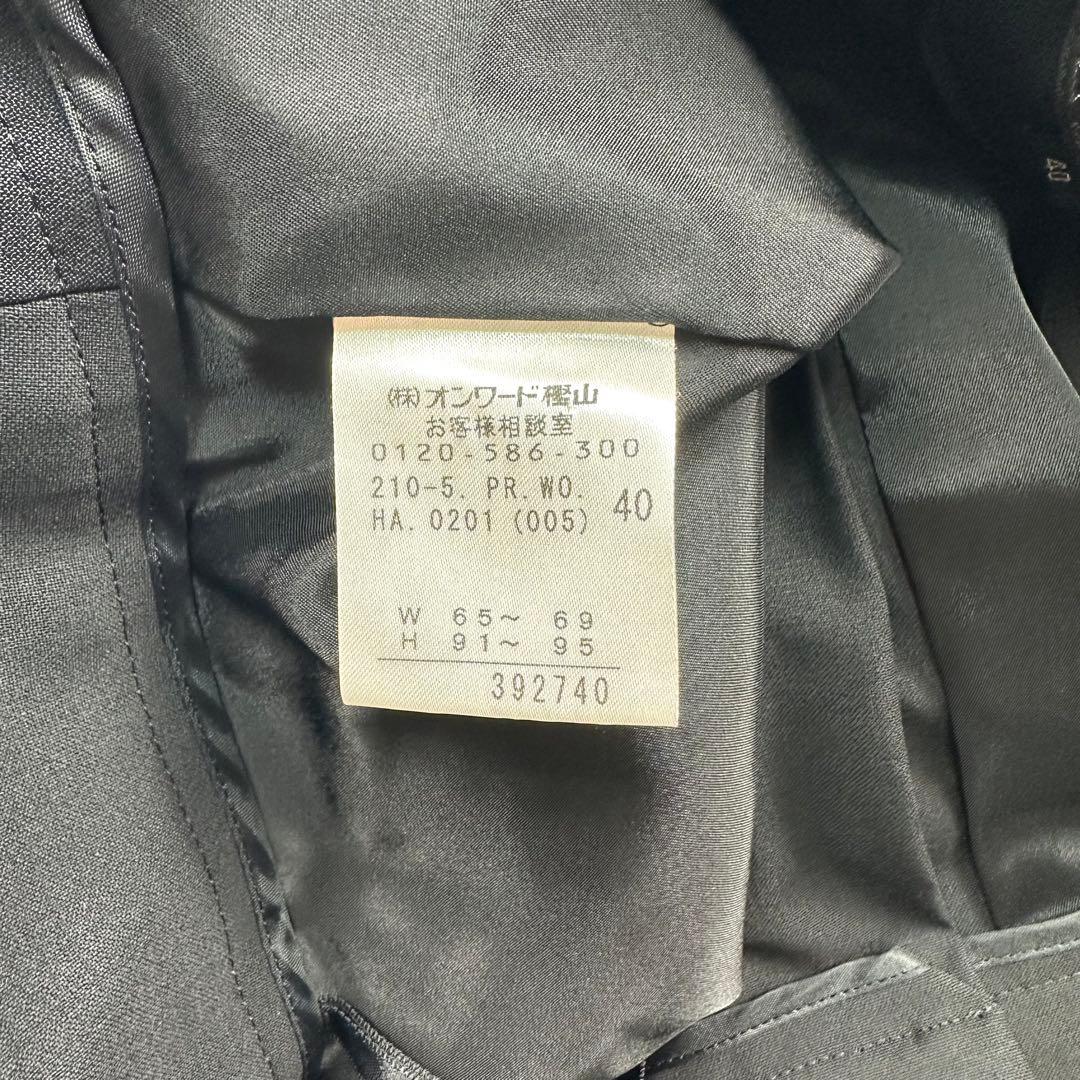 (株)オンワード樫山
お客様相談室
0120-586-300
210-5. PR. WO.
HA. 0201 (005) 40
W 65～ 69
H 91～ 95
392740
40